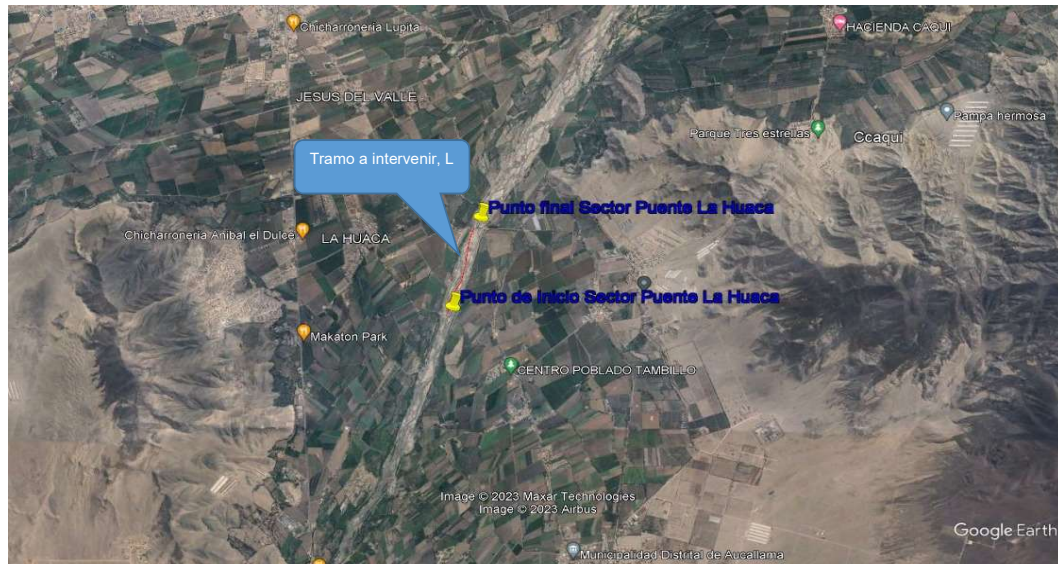 Chicharronería Lupita
HACIENDA CAQUI
JESUS DEL VALLE
Pampa hermosa
Parque Tres estrellas
Ccaqui
Tramo a intervenir, L
Punto final Sector Puente La Huaca
Chicharronería Anibal el Dulce
LA HUACA
Punto de Inicio Sector Puente La Huaca
Makaton Park
CENTRO POBLADO TAMBILLO
Image © 2023 Maxar Technologies
Image © 2023 Airbus
Google Earth
Municipalidad Distrital de Aucallama